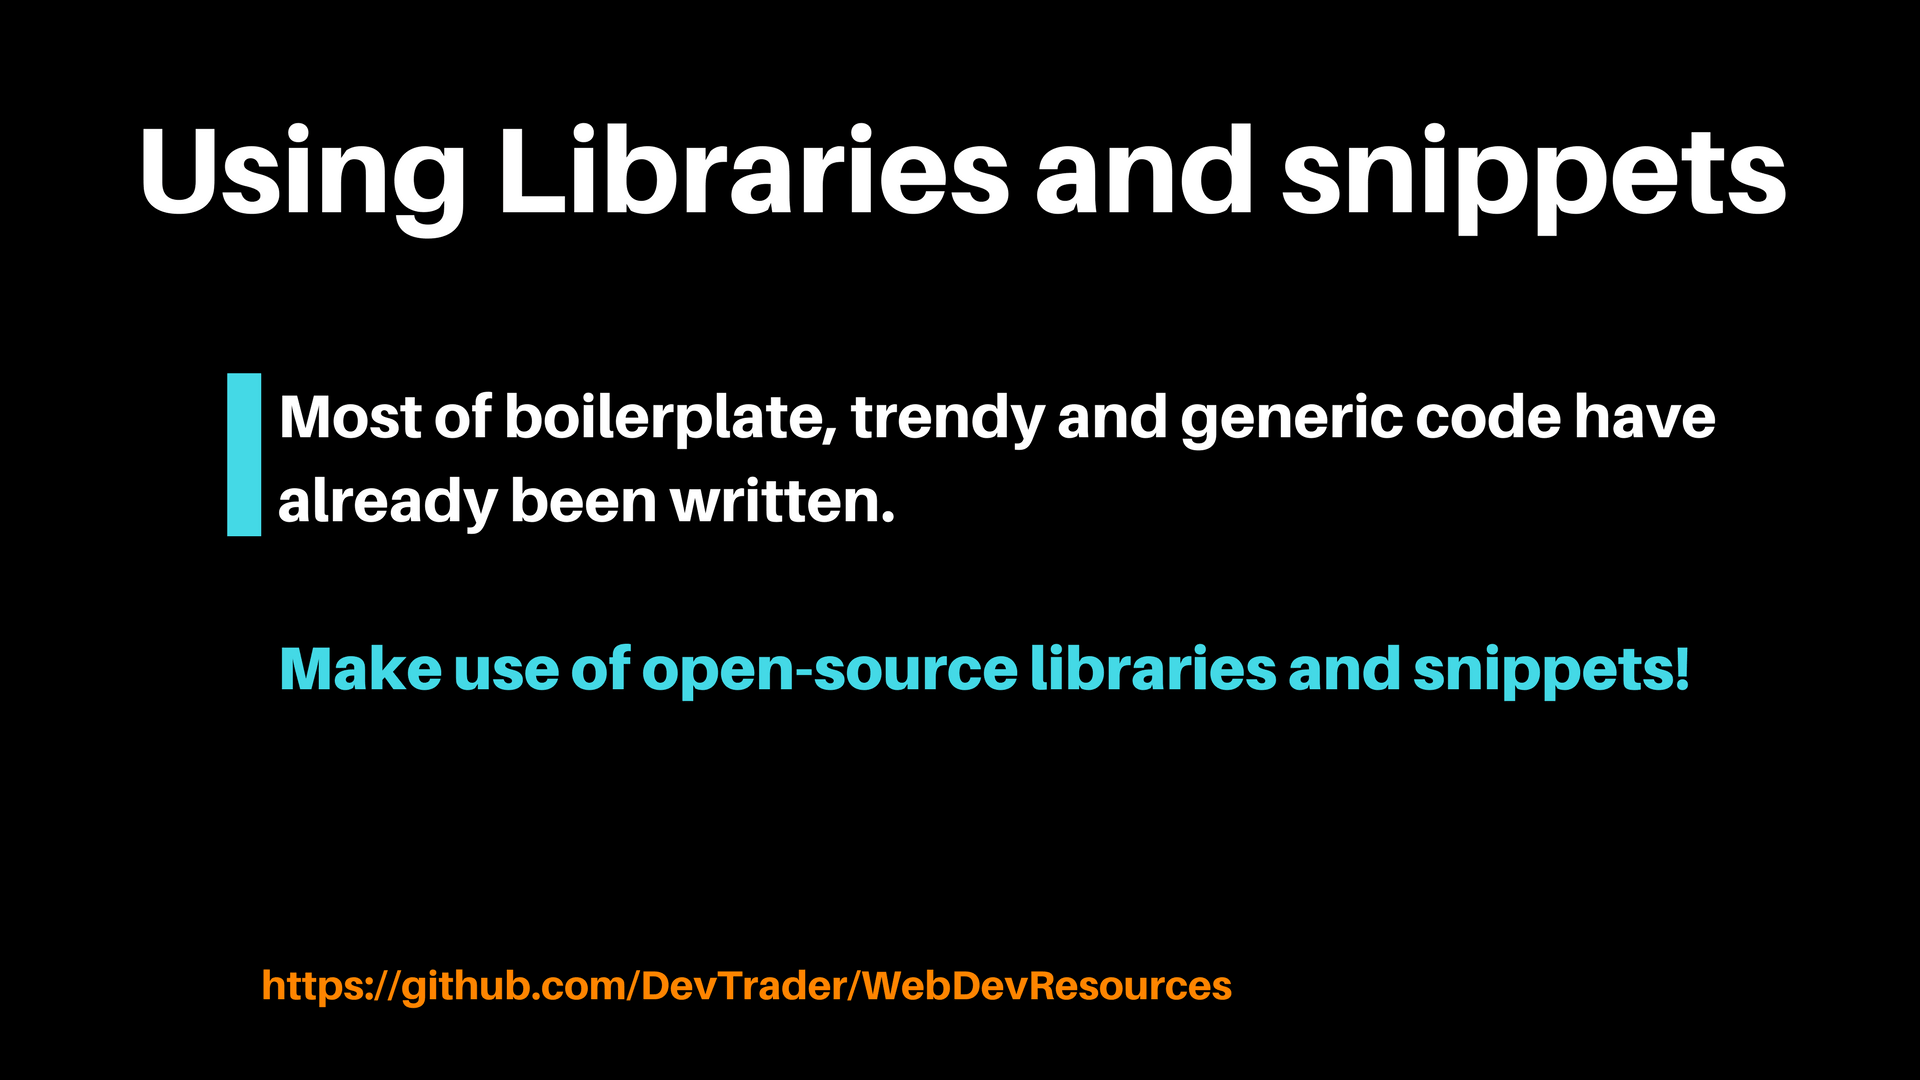 Using Libraries and snippets
Most of boilerplate, trendy and generic code have
already been written.
Make use of open-source libraries and snippets!
https://github.com/DevTrader/WebDevResources